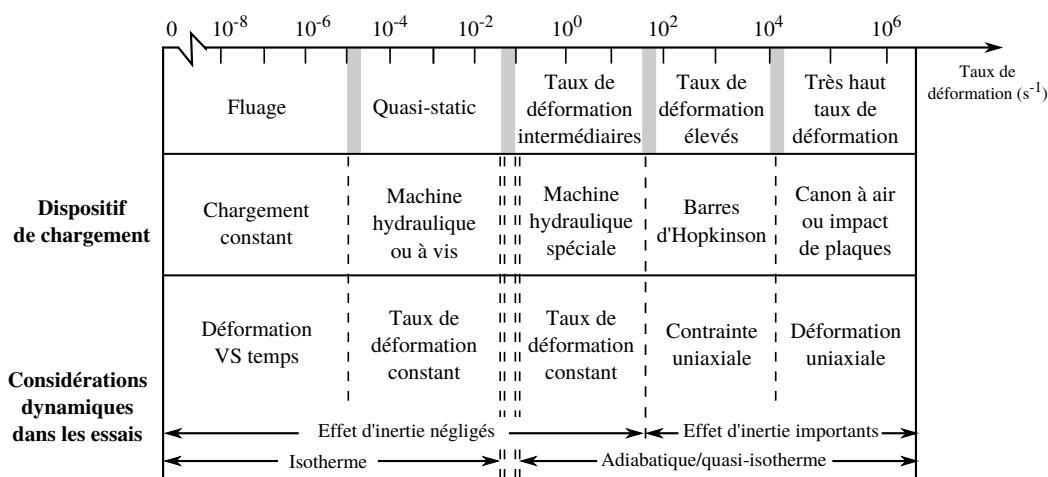 0 10-8 10-6 10-4 10-2 100 102 104 106
Taux de
déformation (s-1)
Fluage
Quasi-static
Taux de
déformation
intermédiaires
Taux de
déformation
élevés
Très haut
taux de
déformation
Dispositif
de chargement
Chargement
constant
Machine
hydraulique
ou à vis
Machine
hydraulique
spéciale
Barres
d'Hopkinson
Canon à air
ou impact
de plaques
Considérations
dynamiques
dans les essais
Déformation
VS temps
Taux de
déformation
constant
Taux de
déformation
constant
Contrainte
uniaxiale
Déformation
uniaxiale
Effet d'inertie négligés
Effet d'inertie importants
Isotherme
Adiabatique/quasi-isotherme